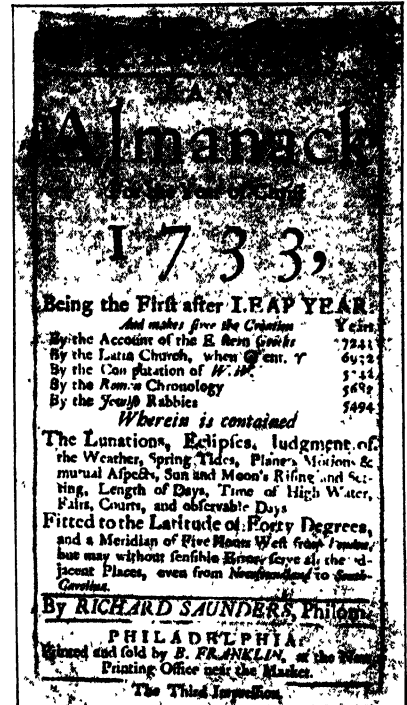 AN
Almanack
For the Year of Christ
1733,
Being the First after LEAP YEAR.
And makes since the Creation Years
By the Account of the Eastern Greeks 7241
By the Latin Church, when ent. ♈ 6932
By the Computation of W.W. 5742
By the Roman Chronology 5682
By the Jewish Rabbies 5494
Wherein is contained
The Lunations, Eclipses, Judgment of
the Weather, Spring Tides, Planets Motions &
mutual Aspects, Sun and Moon's Rising and Set-
ting, Length of Days, Time of High Water,
Fairs, Courts, and observable Days
Fitted to the Latitude of Forty Degrees,
and a Meridian of Five Hours West from London,
but may without sensible Error, serve all the ad-
jacent Places, even from Newfoundland to South-
Carolina.
By RICHARD SAUNDERS, Philom.
PHILADELPHIA:
Printed and sold by B. FRANKLIN, at the New
Printing Office near the Market.
The Third Impression.